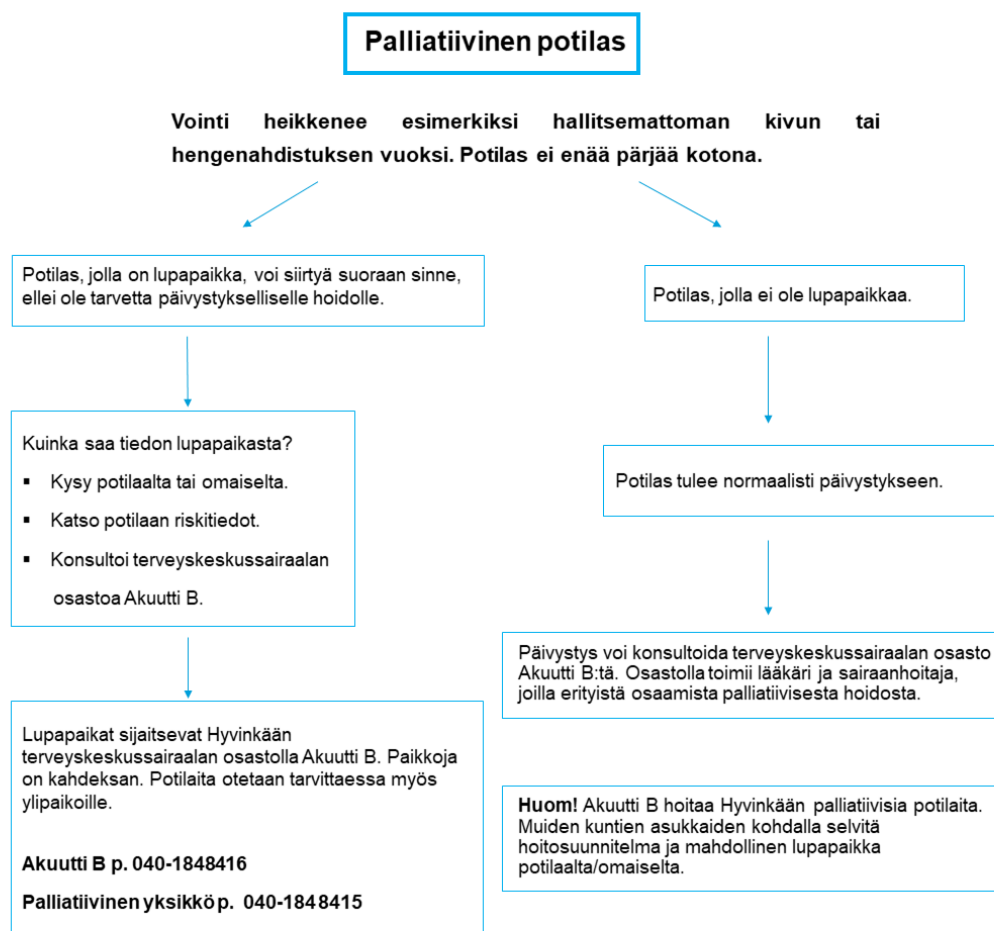 Palliatiivinen potilas
Vointi heikkenee esimerkiksi hallitsemattoman kivun tai
hengenahdistuksen vuoksi. Potilas ei enää pärjää kotona.
Potilas, jolla on lupapaikka, voi siirtyä suoraan sinne,
ellei ole tarvetta päivystykselliselle hoidolle.
Kuinka saa tiedon lupapaikasta?
▪ Kysy potilaalta tai omaiselta.
▪ Katso potilaan riskitiedot.
▪ Konsultoi terveyskeskussairaalan
osastoa Akuutti B.
Lupapaikat sijaitsevat Hyvinkään
terveyskeskussairaalan osastolla Akuutti B. Paikkoja
on kahdeksan. Potilaita otetaan tarvittaessa myös
ylipaikoille.
Akuutti B p. 040-1848416
Palliatiivinen yksikkö p. 040-1848415
Potilas, jolla ei ole lupapaikkaa.
Potilas tulee normaalisti päivystykseen.
Päivystys voi konsultoida terveyskeskussairaalan osasto
Akuutti B:tä. Osastolla toimii lääkäri ja sairaanhoitaja,
joilla erityistä osaamista palliatiivisesta hoidosta.
Huom! Akuutti B hoitaa Hyvinkään palliatiivisia potilaita.
Muiden kuntien asukkaiden kohdalla selvitä
hoitosuunnitelma ja mahdollinen lupapaikka
potilaalta/omaiselta.